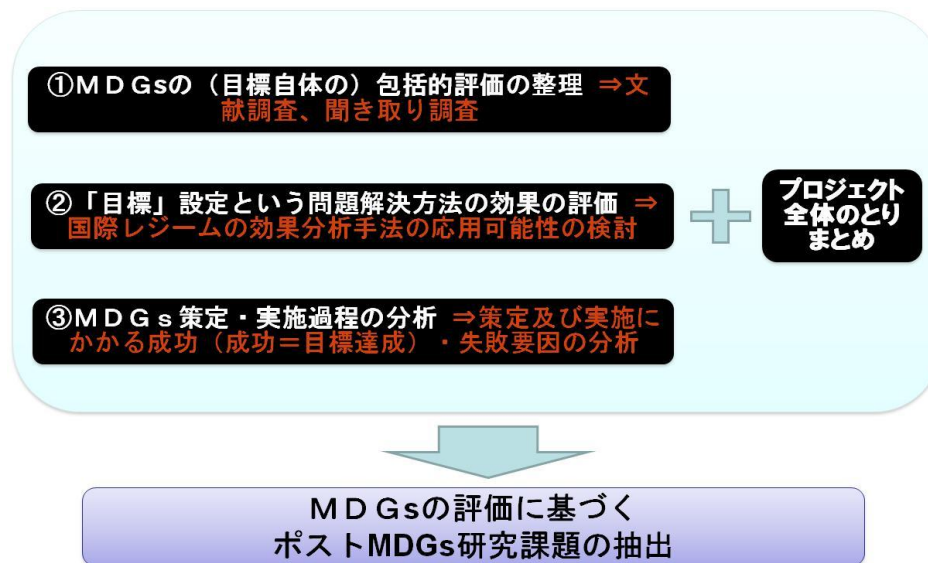 ①ＭＤＧsの（目標自体の）包括的評価の整理 ⇒文
献調査、聞き取り調査
②「目標」設定という問題解決方法の効果の評価 ⇒
国際レジームの効果分析手法の応用可能性の検討
プロジェクト
全体のとり
まとめ
③ＭＤＧｓ策定・実施過程の分析 ⇒策定及び実施に
かかる成功（成功＝目標達成）・失敗要因の分析
ＭＤＧsの評価に基づく
ポストMDGs研究課題の抽出